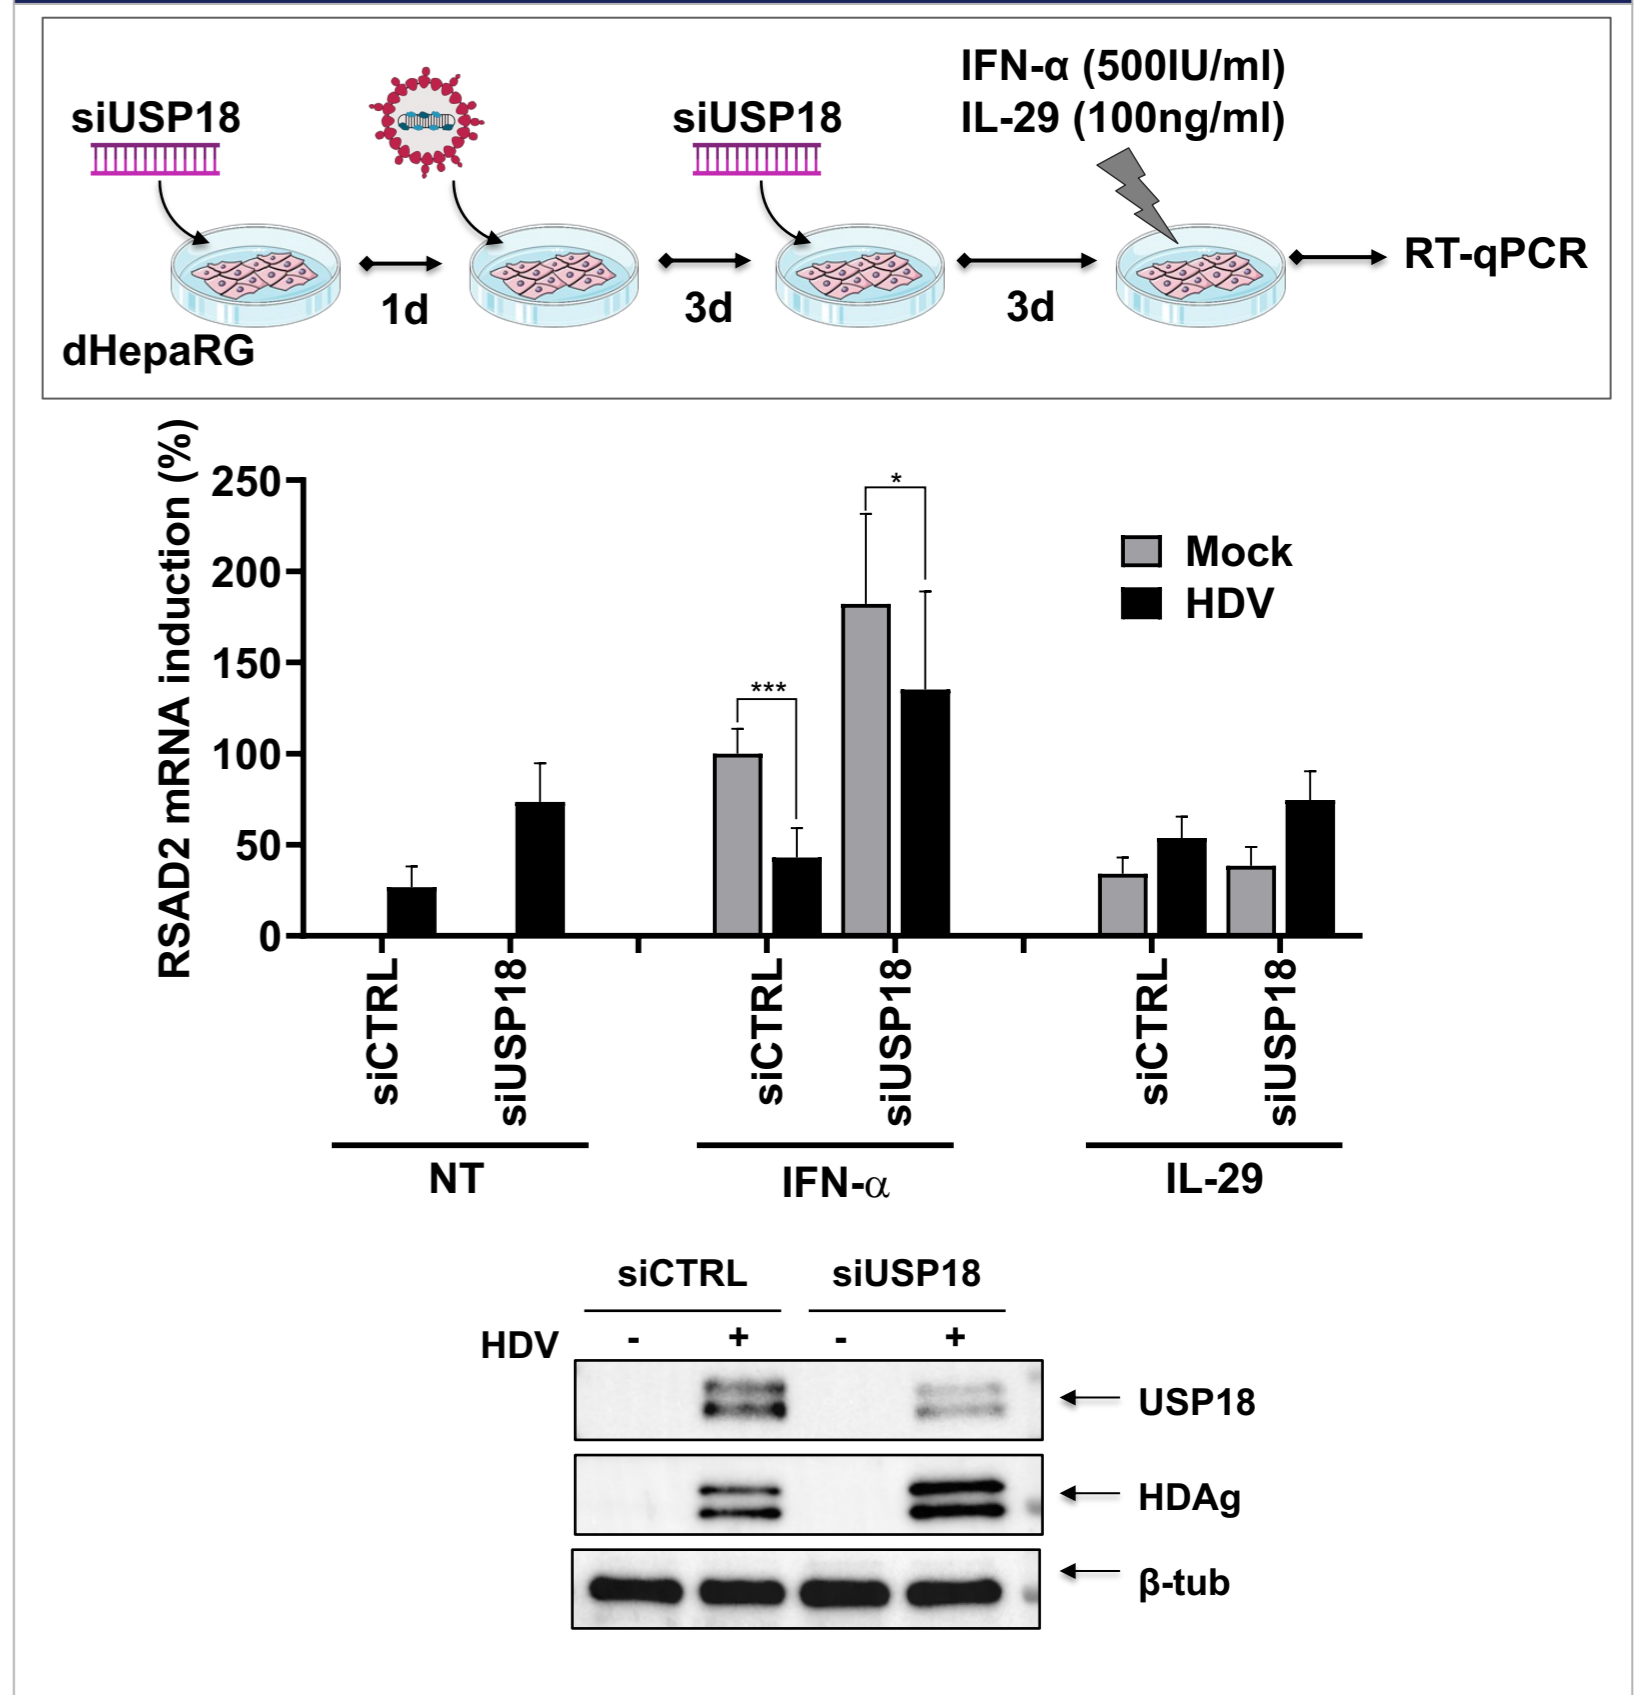 IFN-α (500IU/ml)
IL-29 (100ng/ml)
siUSP18
siUSP18
1d
3d
3d
RT-qPCR
dHepaRG
RSAD2 mRNA induction (%)
250
200
150
100
50
0
*
***
Mock
HDV
siCTRL
siUSP18
siCTRL
siUSP18
siCTRL
siUSP18
NT
IFN-α
IL-29
siCTRL siUSP18
HDV - + - +
USP18
HDAg
β-tub